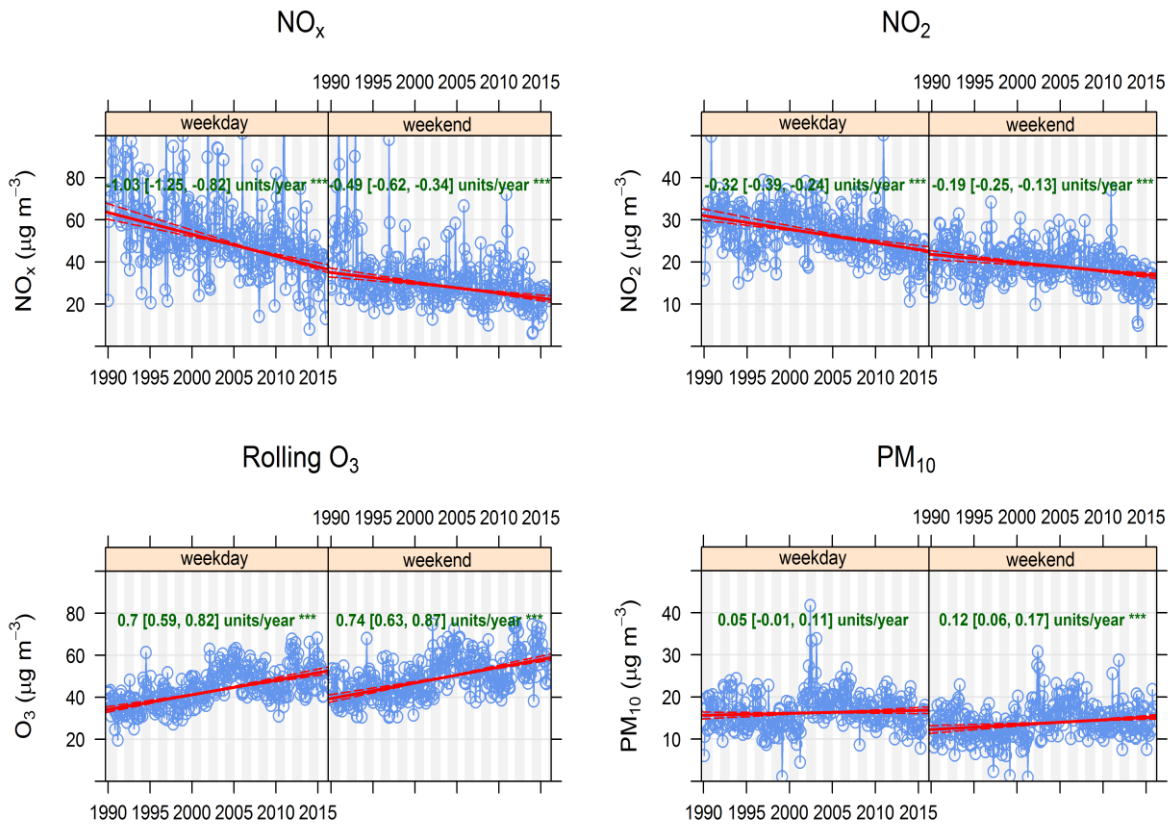 NOx
1990 1995 2000 2005 2010 2015
weekday weekend
-1.03 [-1.25, -0.82] units/year *** -0.49 [-0.62, -0.34] units/year ***
NOx (µg m−3)
80
60
40
20
1990 1995 2000 2005 2010 2015
NO2
1990 1995 2000 2005 2010 2015
weekday weekend
-0.32 [-0.39, -0.24] units/year *** -0.19 [-0.25, -0.13] units/year ***
NO2 (µg m−3)
40
30
20
10
1990 1995 2000 2005 2010 2015
Rolling O3
1990 1995 2000 2005 2010 2015
weekday weekend
0.7 [0.59, 0.82] units/year *** 0.74 [0.63, 0.87] units/year ***
O3 (µg m−3)
80
60
40
20
1990 1995 2000 2005 2010 2015
PM10
1990 1995 2000 2005 2010 2015
weekday weekend
0.05 [-0.01, 0.11] units/year 0.12 [0.06, 0.17] units/year ***
PM10 (µg m−3)
40
30
20
10
1990 1995 2000 2005 2010 2015